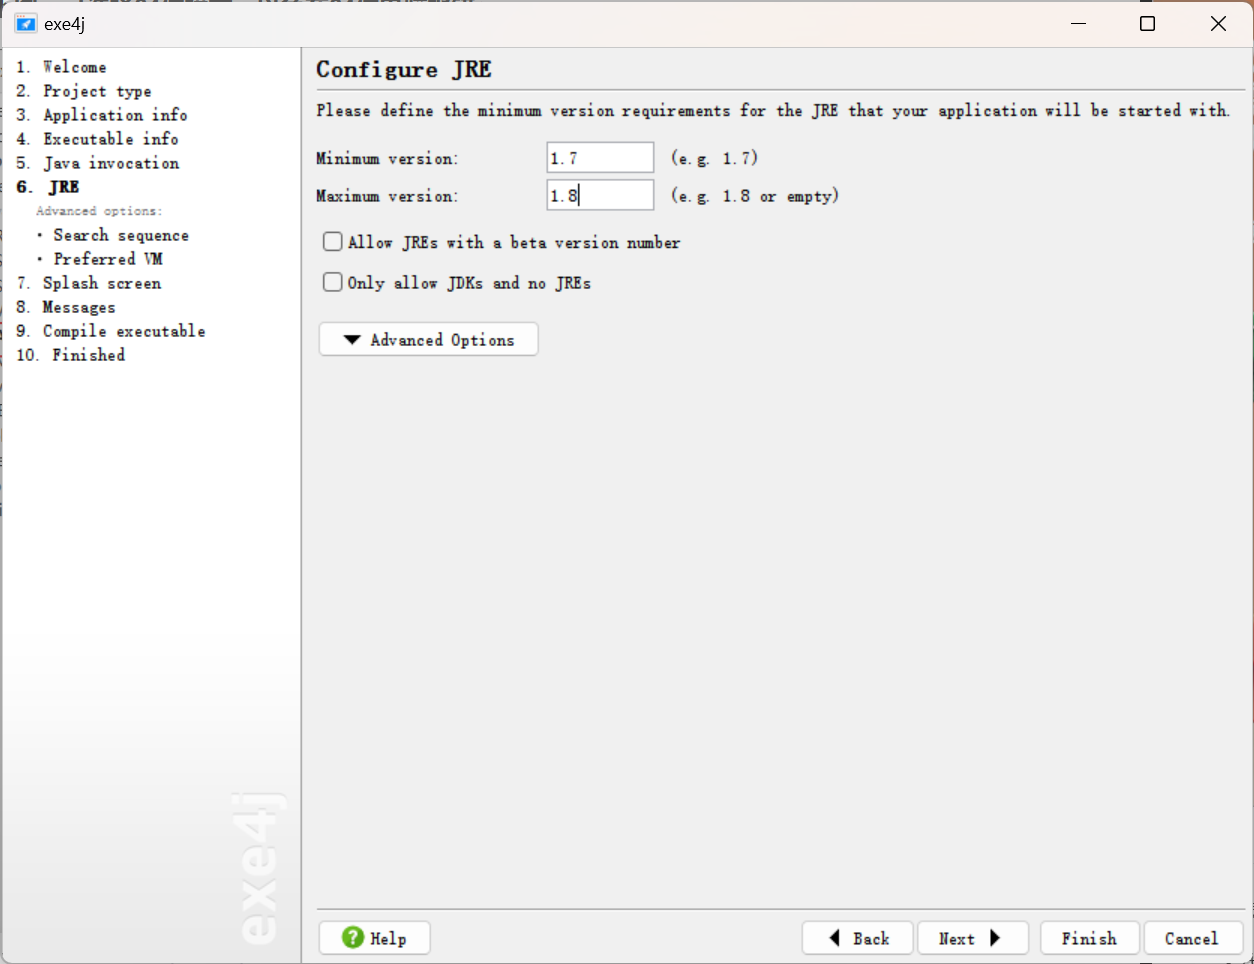 exe4j
1. Welcome
2. Project type
3. Application info
4. Executable info
5. Java invocation
6. JRE
Advanced options:
• Search sequence
• Preferred VM
7. Splash screen
8. Messages
9. Compile executable
10. Finished
exe4j
Configure JRE
Please define the minimum version requirements for the JRE that your application will be started with.
Minimum version: 1.7 (e.g. 1.7)
Maximum version: 1.8 (e.g. 1.8 or empty)
Allow JREs with a beta version number
Only allow JDKs and no JREs
Advanced Options
Help Back Next Finish Cancel